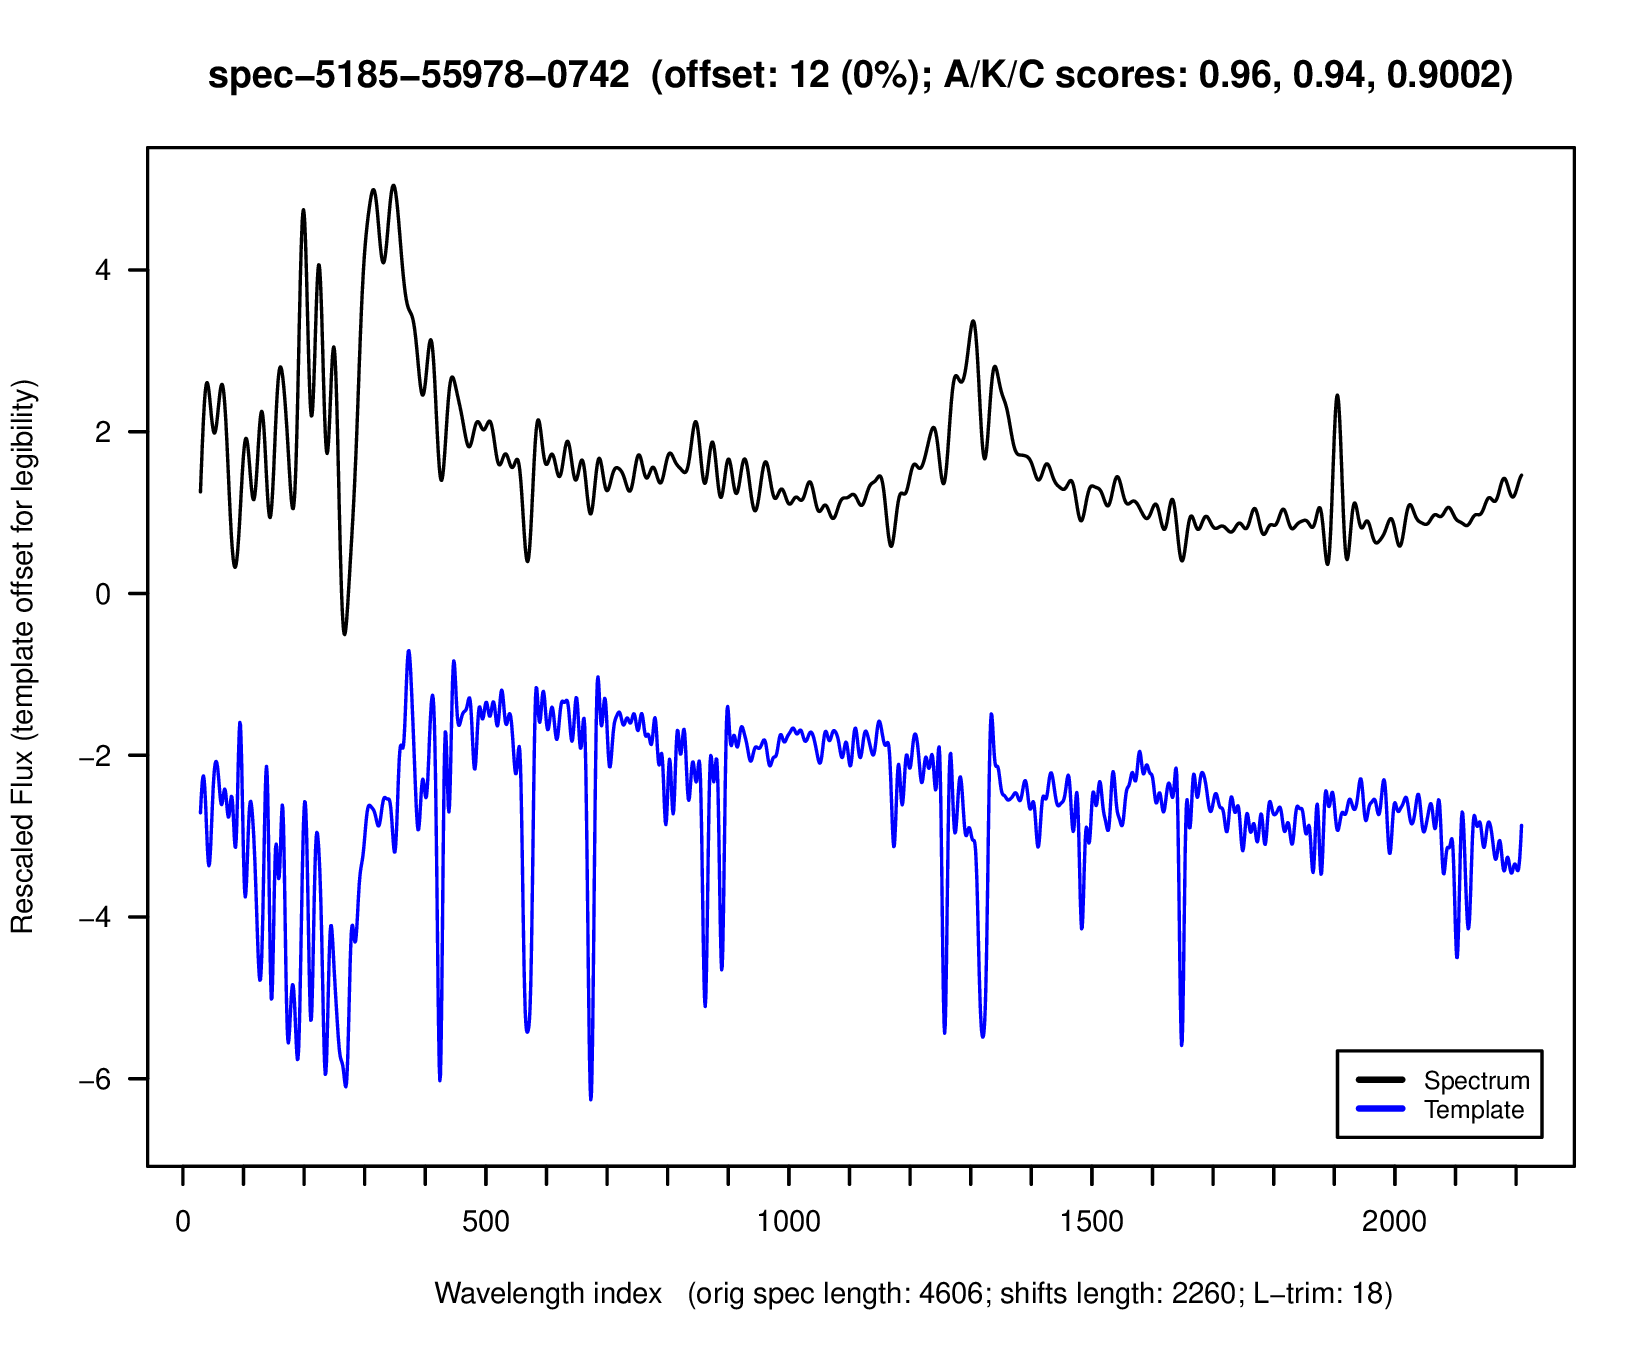 spec−5185−55978−0742 (offset: 12 (0%); A/K/C scores: 0.96, 0.94, 0.9002)
Rescaled Flux (template offset for legibility)
4
2
0
−2
−4
−6
Spectrum
Template
0 500 1000 1500 2000
Wavelength index (orig spec length: 4606; shifts length: 2260; L−trim: 18)